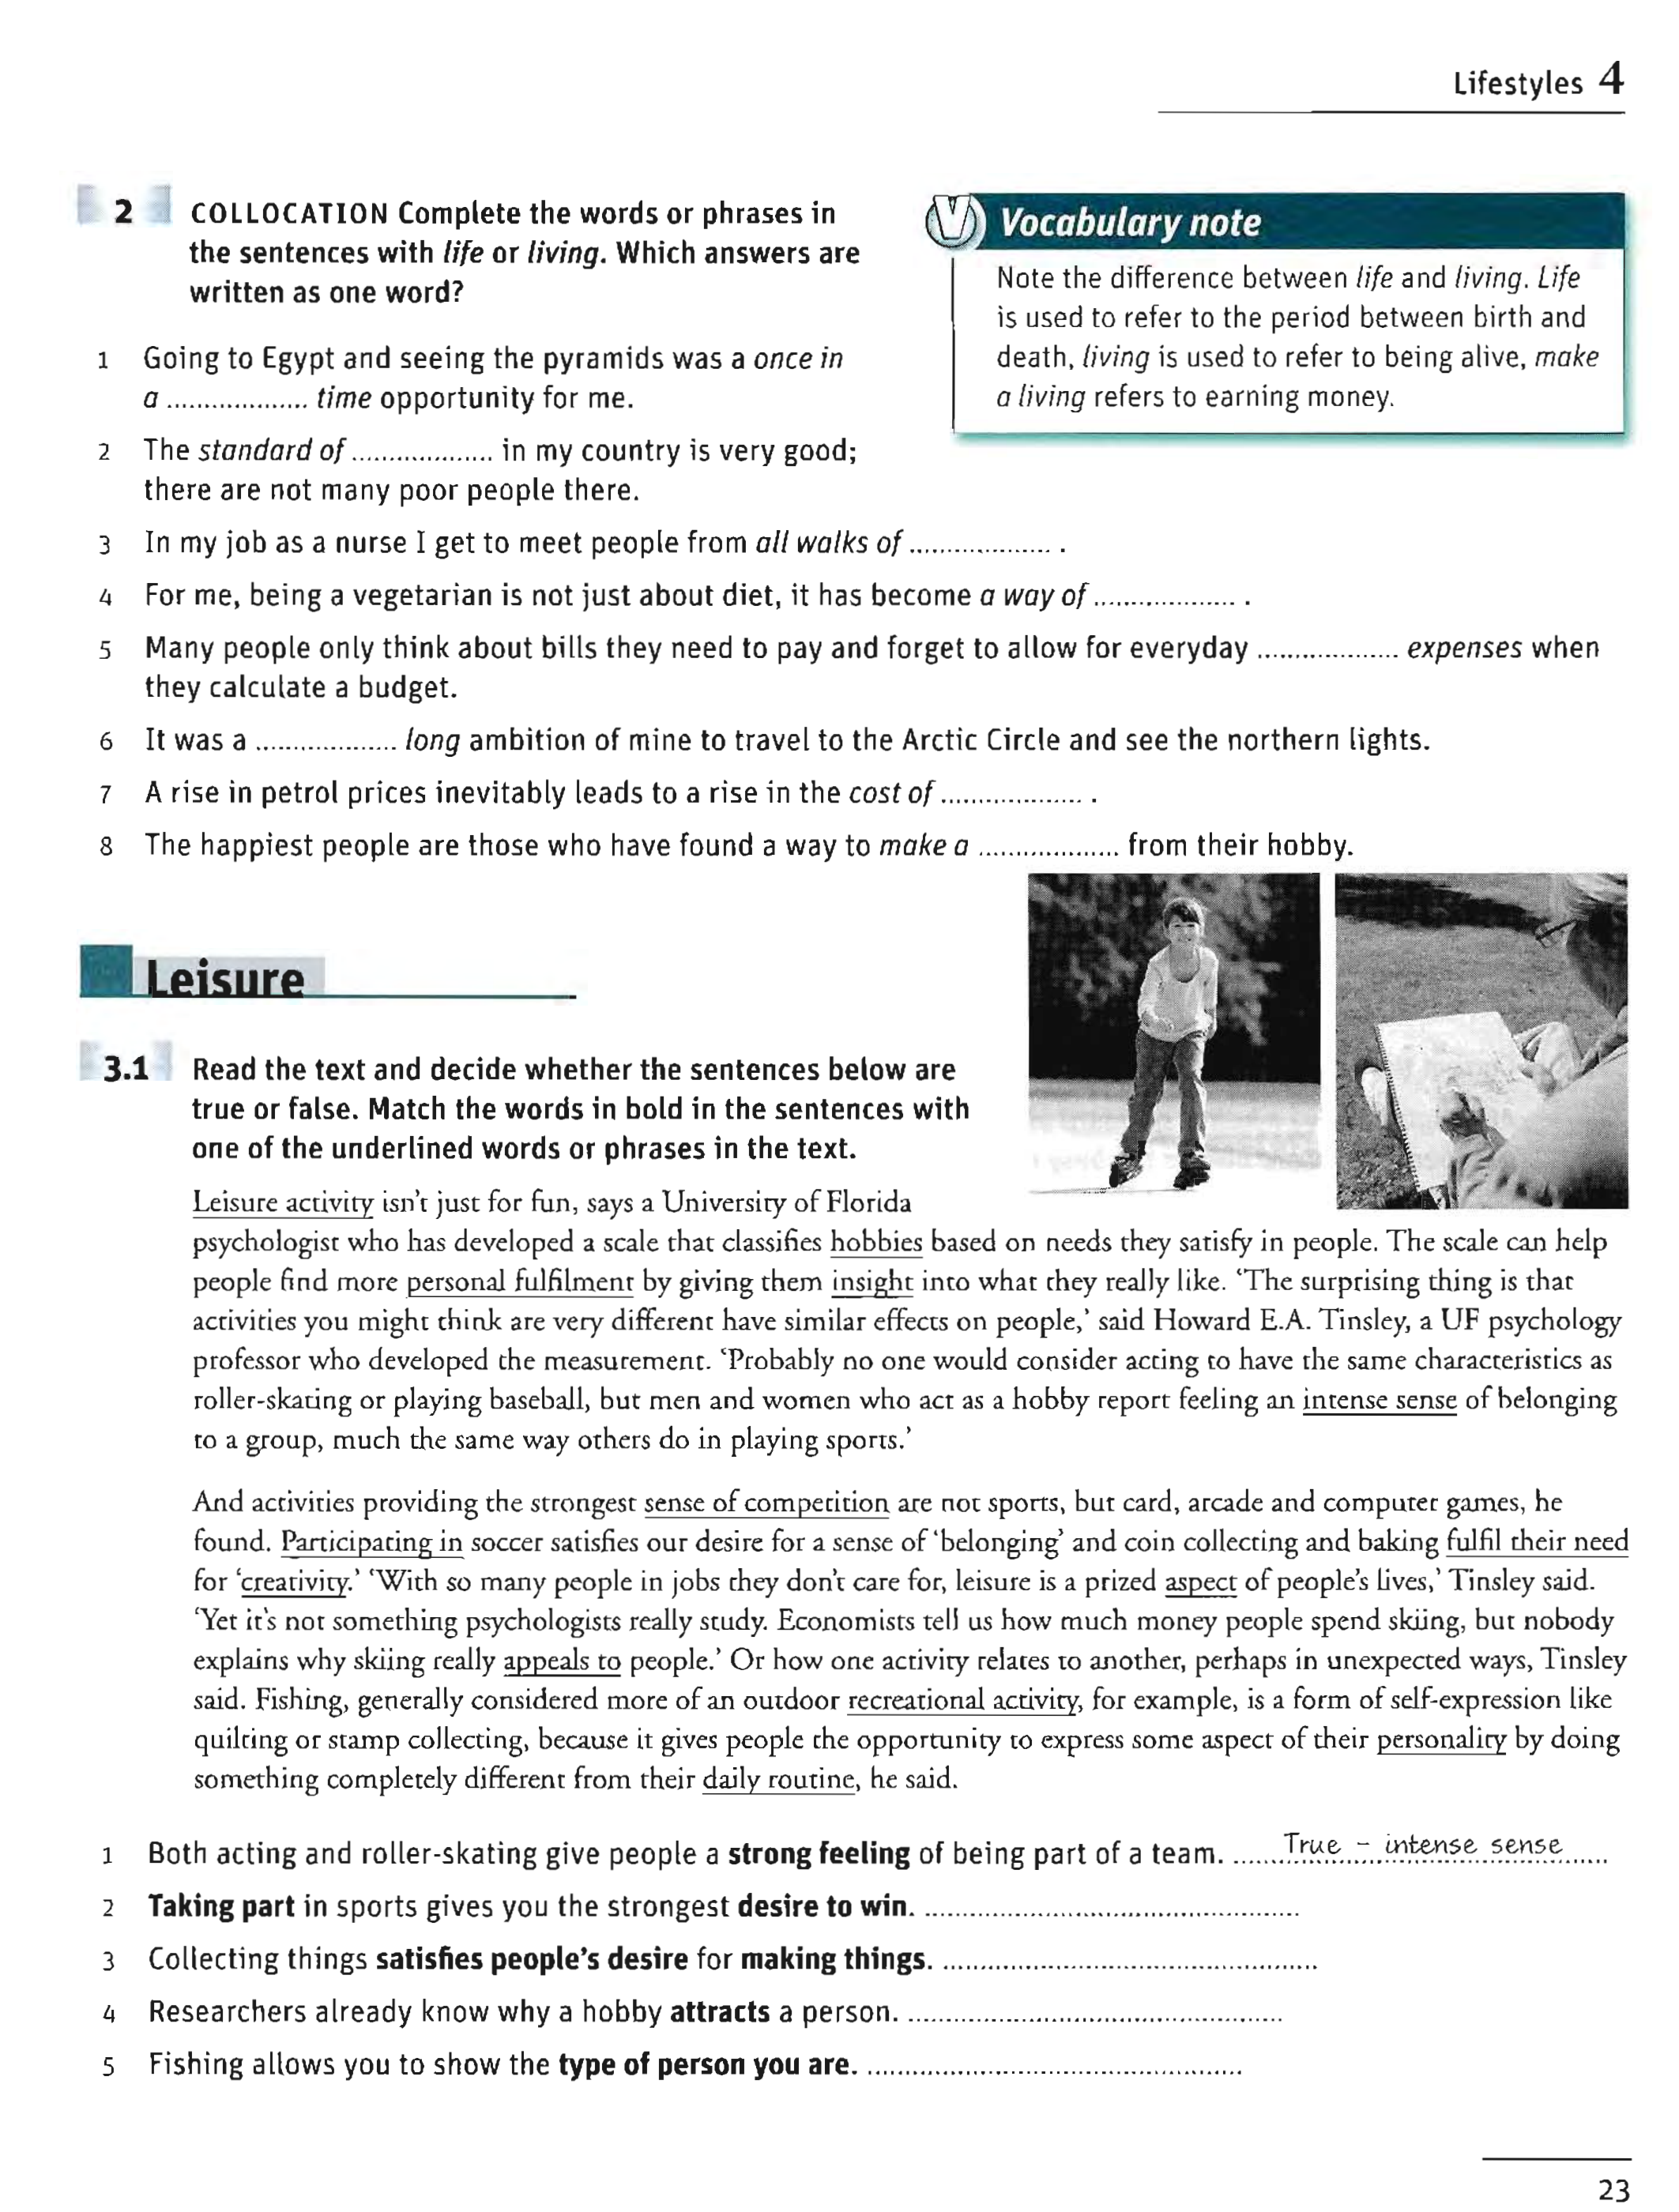 Lifestyles 4
2 COLLOCATION Complete the words or phrases in
the sentences with life or living. Which answers are
written as one word?
V Vocabulary note
Note the difference between life and living. Life
is used to refer to the period between birth and
death, living is used to refer to being alive, make
a living refers to earning money.
1 Going to Egypt and seeing the pyramids was a once in
a ................... time opportunity for me.
2 The standard of ................... in my country is very good;
there are not many poor people there.
3 In my job as a nurse I get to meet people from all walks of ................... .
4 For me, being a vegetarian is not just about diet, it has become a way of ................... .
5 Many people only think about bills they need to pay and forget to allow for everyday ................... expenses when
they calculate a budget.
6 It was a ................... long ambition of mine to travel to the Arctic Circle and see the northern lights.
7 A rise in petrol prices inevitably leads to a rise in the cost of ................... .
8 The happiest people are those who have found a way to make a ................... from their hobby.
Leisure
3.1 Read the text and decide whether the sentences below are
true or false. Match the words in bold in the sentences with
one of the underlined words or phrases in the text.
Leisure activity isn't just for fun, says a University of Florida
psychologist who has developed a scale that classifies hobbies based on needs they satisfy in people. The scale can help
people find more personal fulfilment by giving them insight into what they really like. 'The surprising thing is that
activities you might think are very different have similar effects on people,' said Howard E.A. Tinsley, a UF psychology
professor who developed the measurement. 'Probably no one would consider acting to have the same characteristics as
roller-skating or playing baseball, but men and women who act as a hobby report feeling an intense sense of belonging
to a group, much the same way others do in playing sports.'
And activities providing the strongest sense of competition are not sports, but card, arcade and computer games, he
found. Participating in soccer satisfies our desire for a sense of 'belonging' and coin collecting and baking fulfil their need
for 'creativity.' 'With so many people in jobs they don't care for, leisure is a prized aspect of people's lives,' Tinsley said.
'Yet it's not something psychologists really study. Economists tell us how much money people spend skiing, but nobody
explains why skiing really appeals to people.' Or how one activity relates to another, perhaps in unexpected ways, Tinsley
said. Fishing, generally considered more of an outdoor recreational activity, for example, is a form of self-expression like
quilting or stamp collecting, because it gives people the opportunity to express some aspect of their personality by doing
something completely different from their daily routine, he said.
1 Both acting and roller-skating give people a strong feeling of being part of a team. ......True – intense sense......
2 Taking part in sports gives you the strongest desire to win. ..................................................
3 Collecting things satisfies people's desire for making things. ..................................................
4 Researchers already know why a hobby attracts a person. ..................................................
5 Fishing allows you to show the type of person you are. ..................................................
23